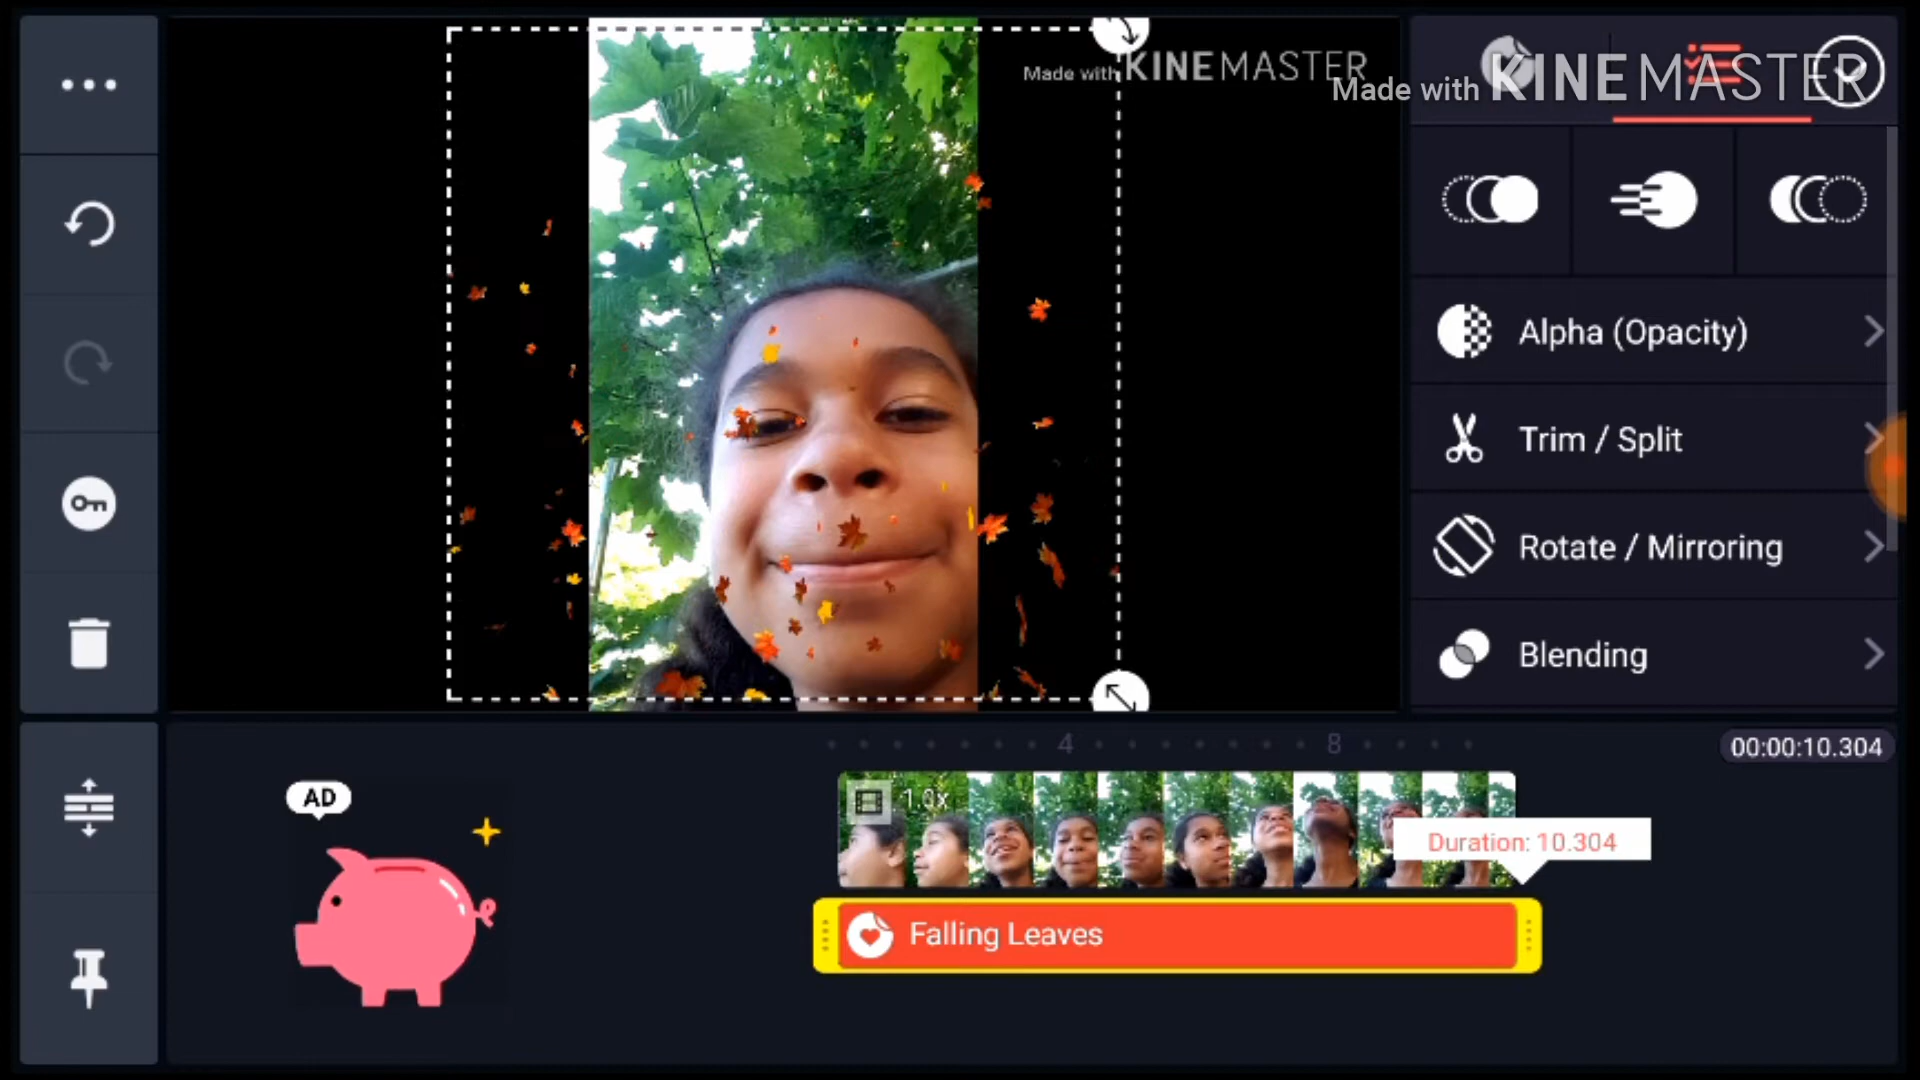 Made with KINEMASTER
Made with KINEMASTER
Alpha (Opacity)
Trim / Split
Rotate / Mirroring
Blending
4
8
00:00:10.304
AD
1.0x
Duration: 10.304
Falling Leaves